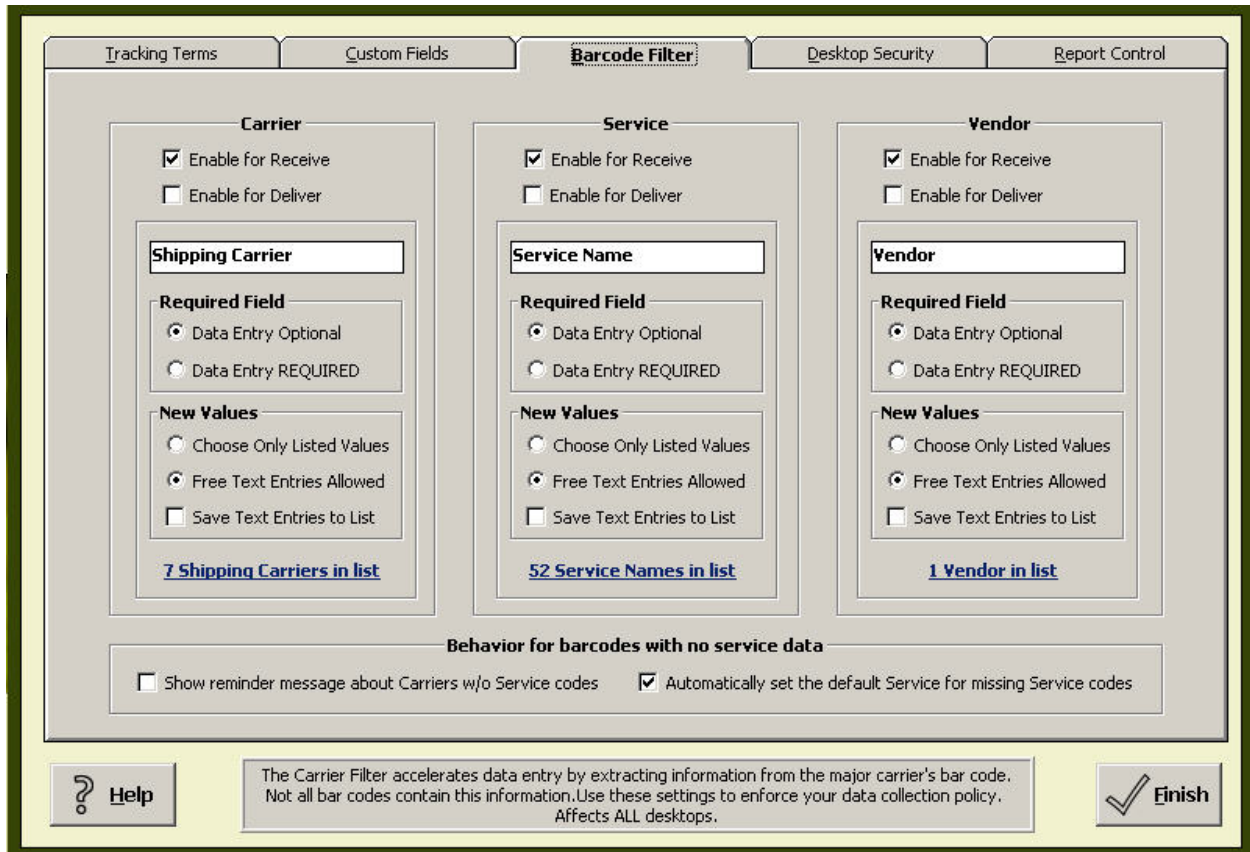 Tracking Terms
Custom Fields
Barcode Filter
Desktop Security
Report Control
Carrier
Enable for Receive
Enable for Deliver
Shipping Carrier
Required Field
Data Entry Optional
Data Entry REQUIRED
New Values
Choose Only Listed Values
Free Text Entries Allowed
Save Text Entries to List
7 Shipping Carriers in list
Service
Enable for Receive
Enable for Deliver
Service Name
Required Field
Data Entry Optional
Data Entry REQUIRED
New Values
Choose Only Listed Values
Free Text Entries Allowed
Save Text Entries to List
52 Service Names in list
Vendor
Enable for Receive
Enable for Deliver
Vendor
Required Field
Data Entry Optional
Data Entry REQUIRED
New Values
Choose Only Listed Values
Free Text Entries Allowed
Save Text Entries to List
1 Vendor in list
Behavior for barcodes with no service data
Show reminder message about Carriers w/o Service codes
Automatically set the default Service for missing Service codes
Help
The Carrier Filter accelerates data entry by extracting information from the major carrier's bar code.
Not all bar codes contain this information.Use these settings to enforce your data collection policy.
Affects ALL desktops.
Finish